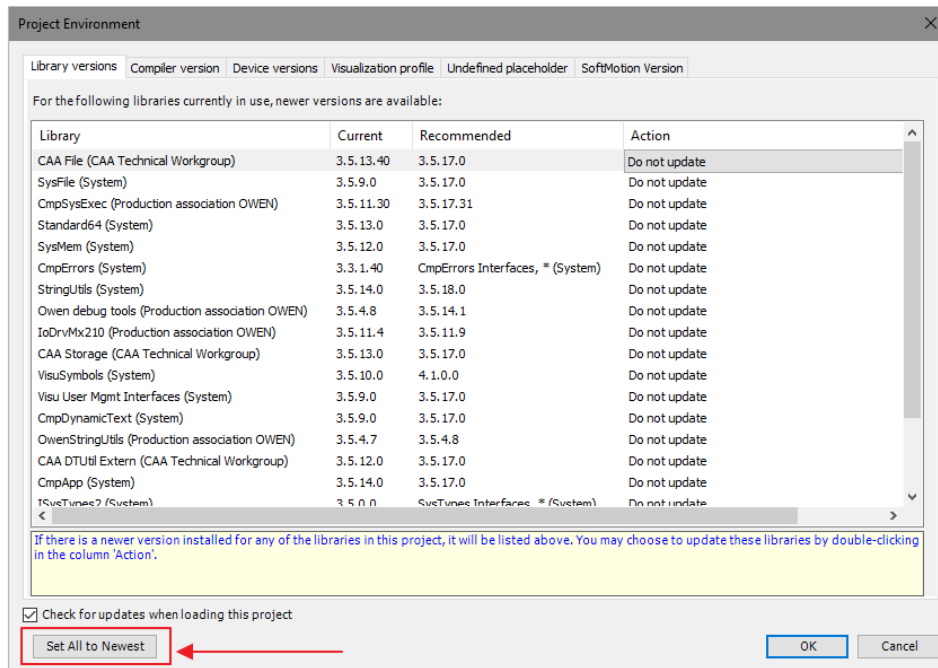 Project Environment
Library versions Compiler version Device versions Visualization profile Undefined placeholder SoftMotion Version
For the following libraries currently in use, newer versions are available:
Library Current Recommended Action
CAA File (CAA Technical Workgroup) 3.5.13.40 3.5.17.0 Do not update
SysFile (System) 3.5.9.0 3.5.17.0 Do not update
CmpSysExec (Production association OWEN) 3.5.11.30 3.5.17.31 Do not update
Standard64 (System) 3.5.13.0 3.5.17.0 Do not update
SysMem (System) 3.5.12.0 3.5.17.0 Do not update
CmpErrors (System) 3.3.1.40 CmpErrors Interfaces, * (System) Do not update
StringUtils (System) 3.5.14.0 3.5.18.0 Do not update
Owen debug tools (Production association OWEN) 3.5.4.8 3.5.14.1 Do not update
IoDrvMx210 (Production association OWEN) 3.5.11.4 3.5.11.9 Do not update
CAA Storage (CAA Technical Workgroup) 3.5.13.0 3.5.17.0 Do not update
VisuSymbols (System) 3.5.10.0 4.1.0.0 Do not update
Visu User Mgmt Interfaces (System) 3.5.9.0 3.5.17.0 Do not update
CmpDynamicText (System) 3.5.9.0 3.5.17.0 Do not update
OwenStringUtils (Production association OWEN) 3.5.4.7 3.5.4.8 Do not update
CAA DTUtil Extern (CAA Technical Workgroup) 3.5.12.0 3.5.17.0 Do not update
CmpApp (System) 3.5.14.0 3.5.17.0 Do not update
ISysTypes2 (System) 3.5.0.0 SysTypes Interfaces, * (System) Do not update
If there is a newer version installed for any of the libraries in this project, it will be listed above. You may choose to update these libraries by double-clicking
in the column 'Action'.
Check for updates when loading this project
Set All to Newest OK Cancel